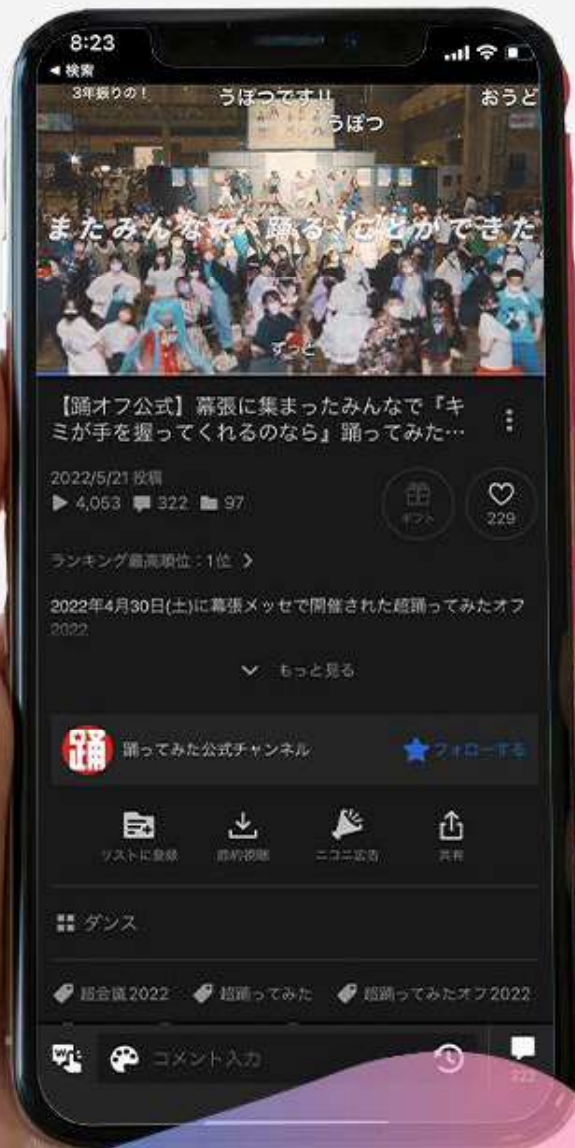 8:23
◀ 検索
3年振りの！
うぽつです!!
おうど
うぽつ
またみんなで、踊ることができた
ずっと
【踊オフ公式】幕張に集まったみんなで『キ
ミが手を握ってくれるのなら』踊ってみた…
2022/5/21 投稿
4,053 322 97
ギフト
229
ランキング最高順位：1位 >
2022年4月30日(土)に幕張メッセで開催された超踊ってみたオフ
2022
もっと見る
踊
踊ってみた公式チャンネル
フォローする
リストに登録 節約視聴 ニコニ広告 共有
ダンス
超会議2022 超踊ってみた 超踊ってみたオフ2022
コメント入力